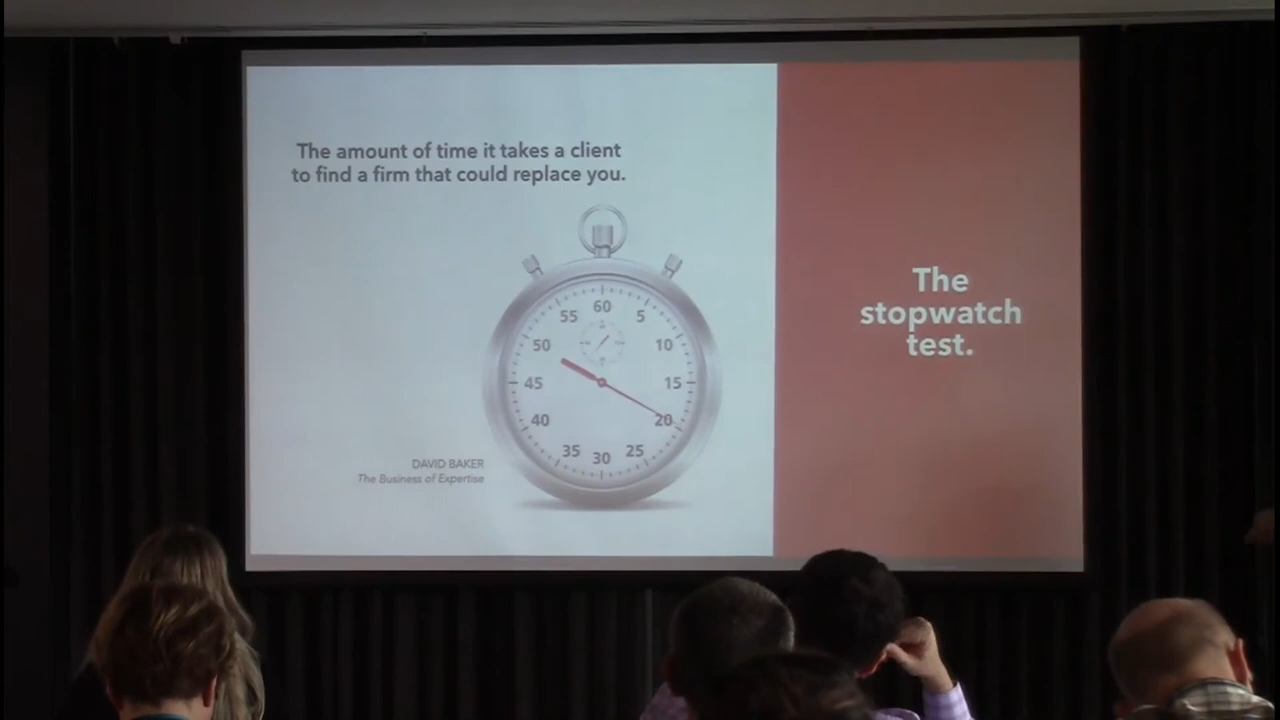 The amount of time it takes a client
to find a firm that could replace you.
60
55
5
50
10
45
15
40
20
35
25
30
DAVID BAKER
The Business of Expertise
The
stopwatch
test.